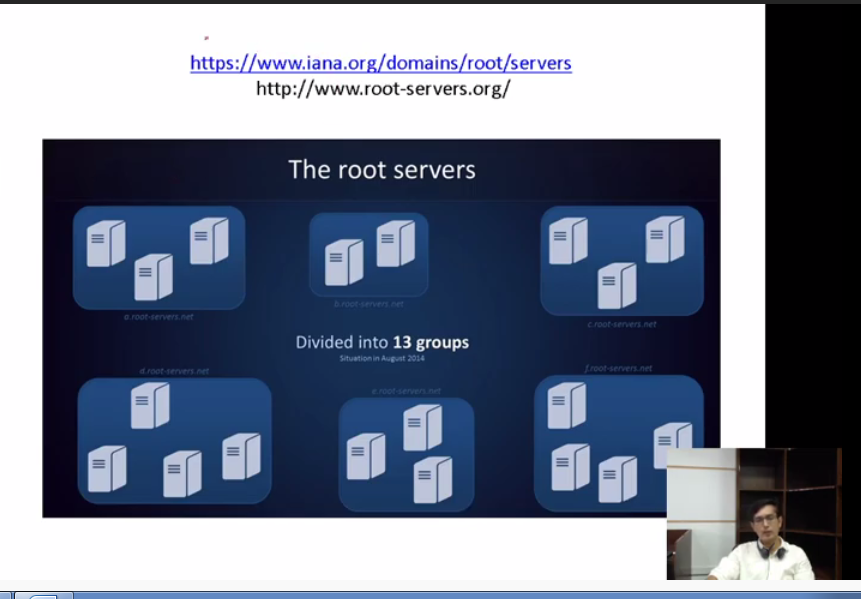 https://www.iana.org/domains/root/servers
http://www.root-servers.org/
The root servers
a.root-servers.net
b.root-servers.net
c.root-servers.net
Divided into 13 groups
Situation in August 2014
d.root-servers.net
e.root-servers.net
f.root-servers.net